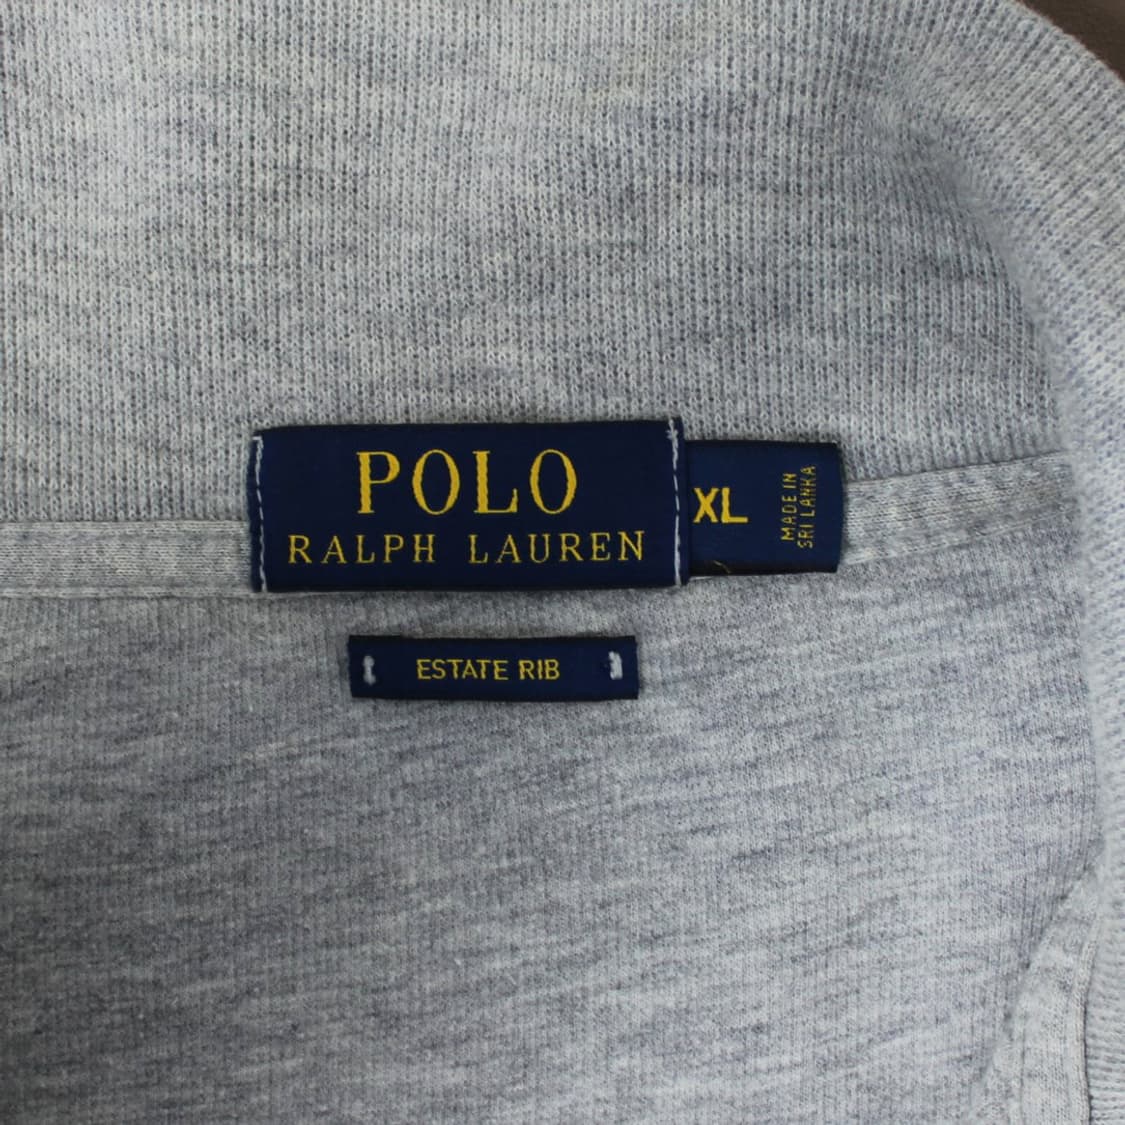 POLO
RALPH LAUREN
XL
MADE IN
SRI LANKA
ESTATE RIB